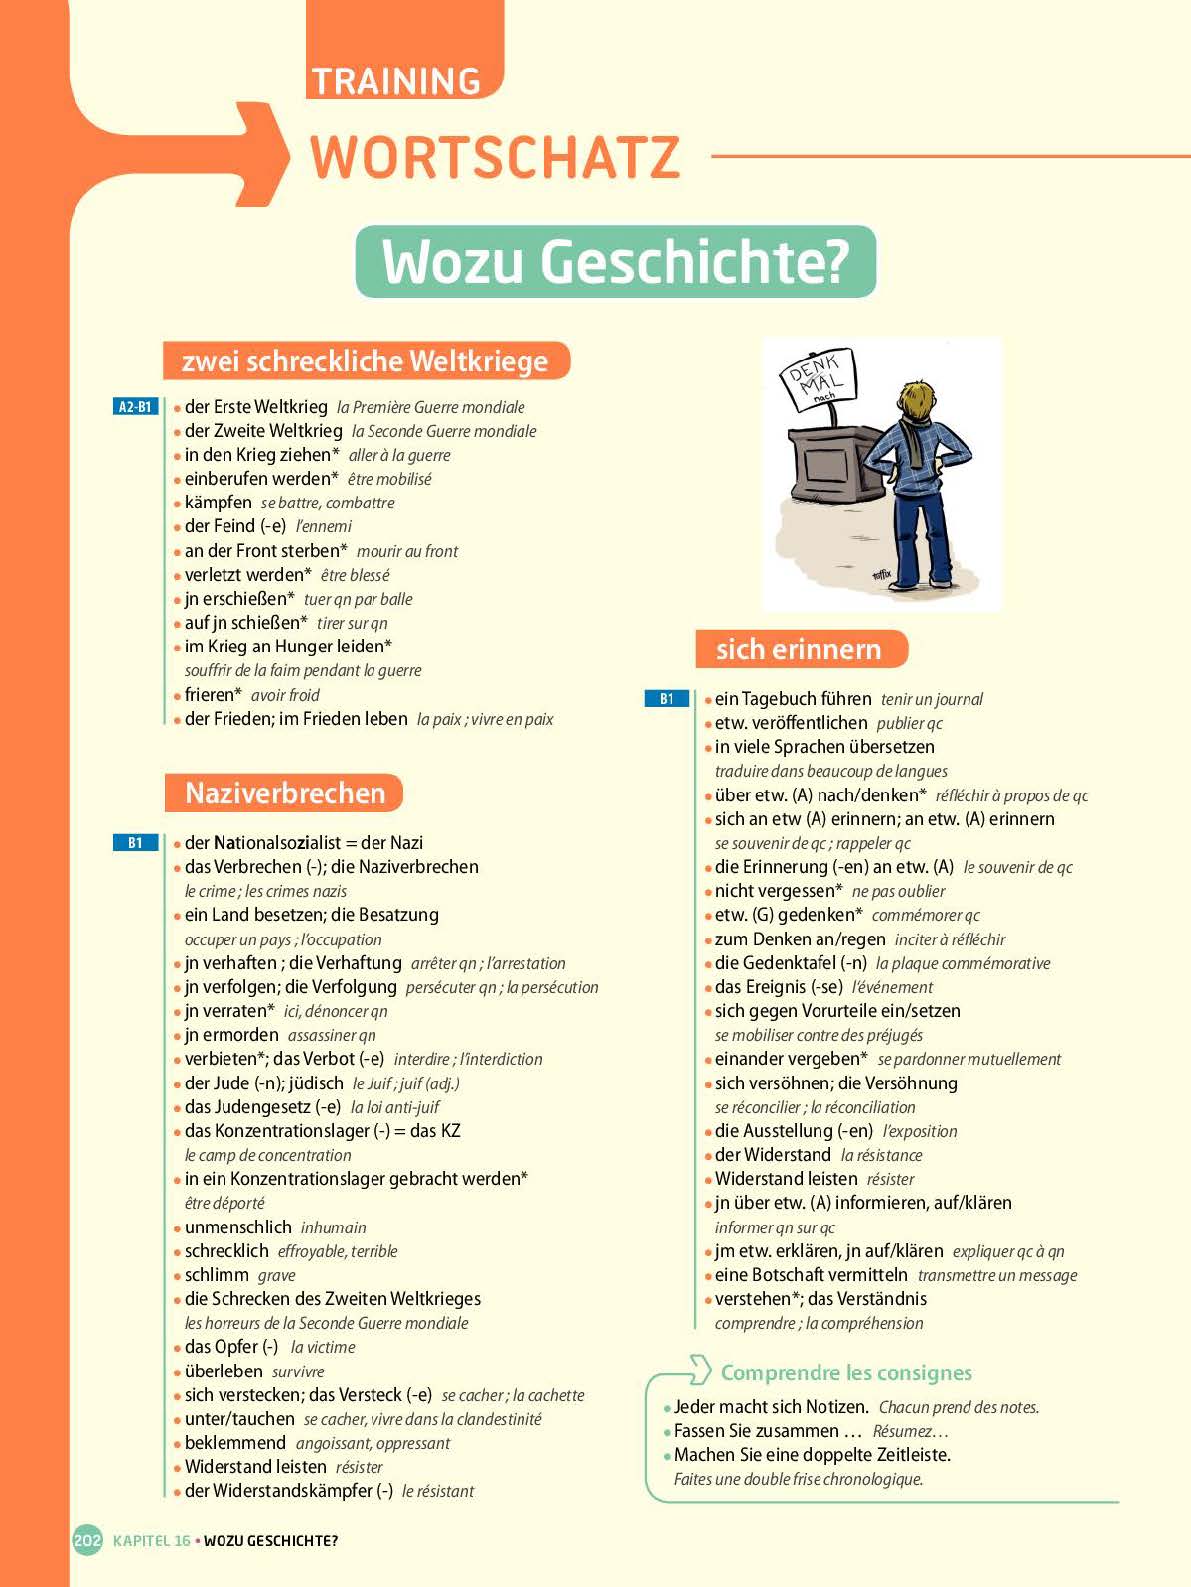 TRAINING
WORTSCHATZ
Wozu Geschichte?
zwei schreckliche Weltkriege
A2-B1
• der Erste Weltkrieg la Première Guerre mondiale
• der Zweite Weltkrieg la Seconde Guerre mondiale
• in den Krieg ziehen* aller à la guerre
• einberufen werden* être mobilisé
• kämpfen se battre, combattre
• der Feind (-e) l'ennemi
• an der Front sterben* mourir au front
• verletzt werden* être blessé
• jn erschießen* tuer qn par balle
• auf jn schießen* tirer sur qn
• im Krieg an Hunger leiden*
souffrir de la faim pendant la guerre
• frieren* avoir froid
• der Frieden; im Frieden leben la paix ; vivre en paix
Naziverbrechen
B1
• der Nationalsozialist = der Nazi
• das Verbrechen (-); die Naziverbrechen
le crime ; les crimes nazis
• ein Land besetzen; die Besatzung
occuper un pays ; l'occupation
• jn verhaften ; die Verhaftung arrêter qn ; l'arrestation
• jn verfolgen; die Verfolgung persécuter qn ; la persécution
• jn verraten* ici, dénoncer qn
• jn ermorden assassiner qn
• verbieten*; das Verbot (-e) interdire ; l'interdiction
• der Jude (-n); jüdisch le Juif ; juif (adj.)
• das Judengesetz (-e) la loi anti-juif
• das Konzentrationslager (-) = das KZ
le camp de concentration
• in ein Konzentrationslager gebracht werden*
être déporté
• unmenschlich inhumain
• schrecklich effroyable, terrible
• schlimm grave
• die Schrecken des Zweiten Weltkrieges
les horreurs de la Seconde Guerre mondiale
• das Opfer (-) la victime
• überleben survivre
• sich verstecken; das Versteck (-e) se cacher ; la cachette
• unter/tauchen se cacher, vivre dans la clandestinité
• beklemmend angoissant, oppressant
• Widerstand leisten résister
• der Widerstandskämpfer (-) le résistant
DENK
MAL
nach
toffix
sich erinnern
B1
• ein Tagebuch führen tenir un journal
• etw. veröffentlichen publier qc
• in viele Sprachen übersetzen
traduire dans beaucoup de langues
• über etw. (A) nach/denken* réfléchir à propos de qc
• sich an etw (A) erinnern; an etw. (A) erinnern
se souvenir de qc ; rappeler qc
• die Erinnerung (-en) an etw. (A) le souvenir de qc
• nicht vergessen* ne pas oublier
• etw. (G) gedenken* commémorer qc
• zum Denken an/regen inciter à réfléchir
• die Gedenktafel (-n) la plaque commémorative
• das Ereignis (-se) l'événement
• sich gegen Vorurteile ein/setzen
se mobiliser contre des préjugés
• einander vergeben* se pardonner mutuellement
• sich versöhnen; die Versöhnung
se réconcilier ; la réconciliation
• die Ausstellung (-en) l'exposition
• der Widerstand la résistance
• Widerstand leisten résister
• jn über etw. (A) informieren, auf/klären
informer qn sur qc
• jm etw. erklären, jn auf/klären expliquer qc à qn
• eine Botschaft vermitteln transmettre un message
• verstehen*; das Verständnis
comprendre ; la compréhension
Comprendre les consignes
• Jeder macht sich Notizen. Chacun prend des notes.
• Fassen Sie zusammen … Résumez…
• Machen Sie eine doppelte Zeitleiste.
Faites une double frise chronologique.
202 KAPITEL 16 • WOZU GESCHICHTE?